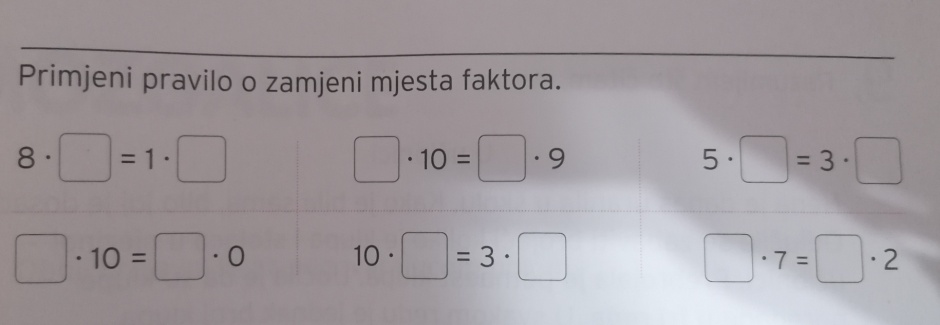 Primjeni pravilo o zamjeni mjesta faktora.
8 · □ = 1 · □ □ · 10 = □ · 9 5 · □ = 3 · □
□ · 10 = □ · 0 10 · □ = 3 · □ □ · 7 = □ · 2